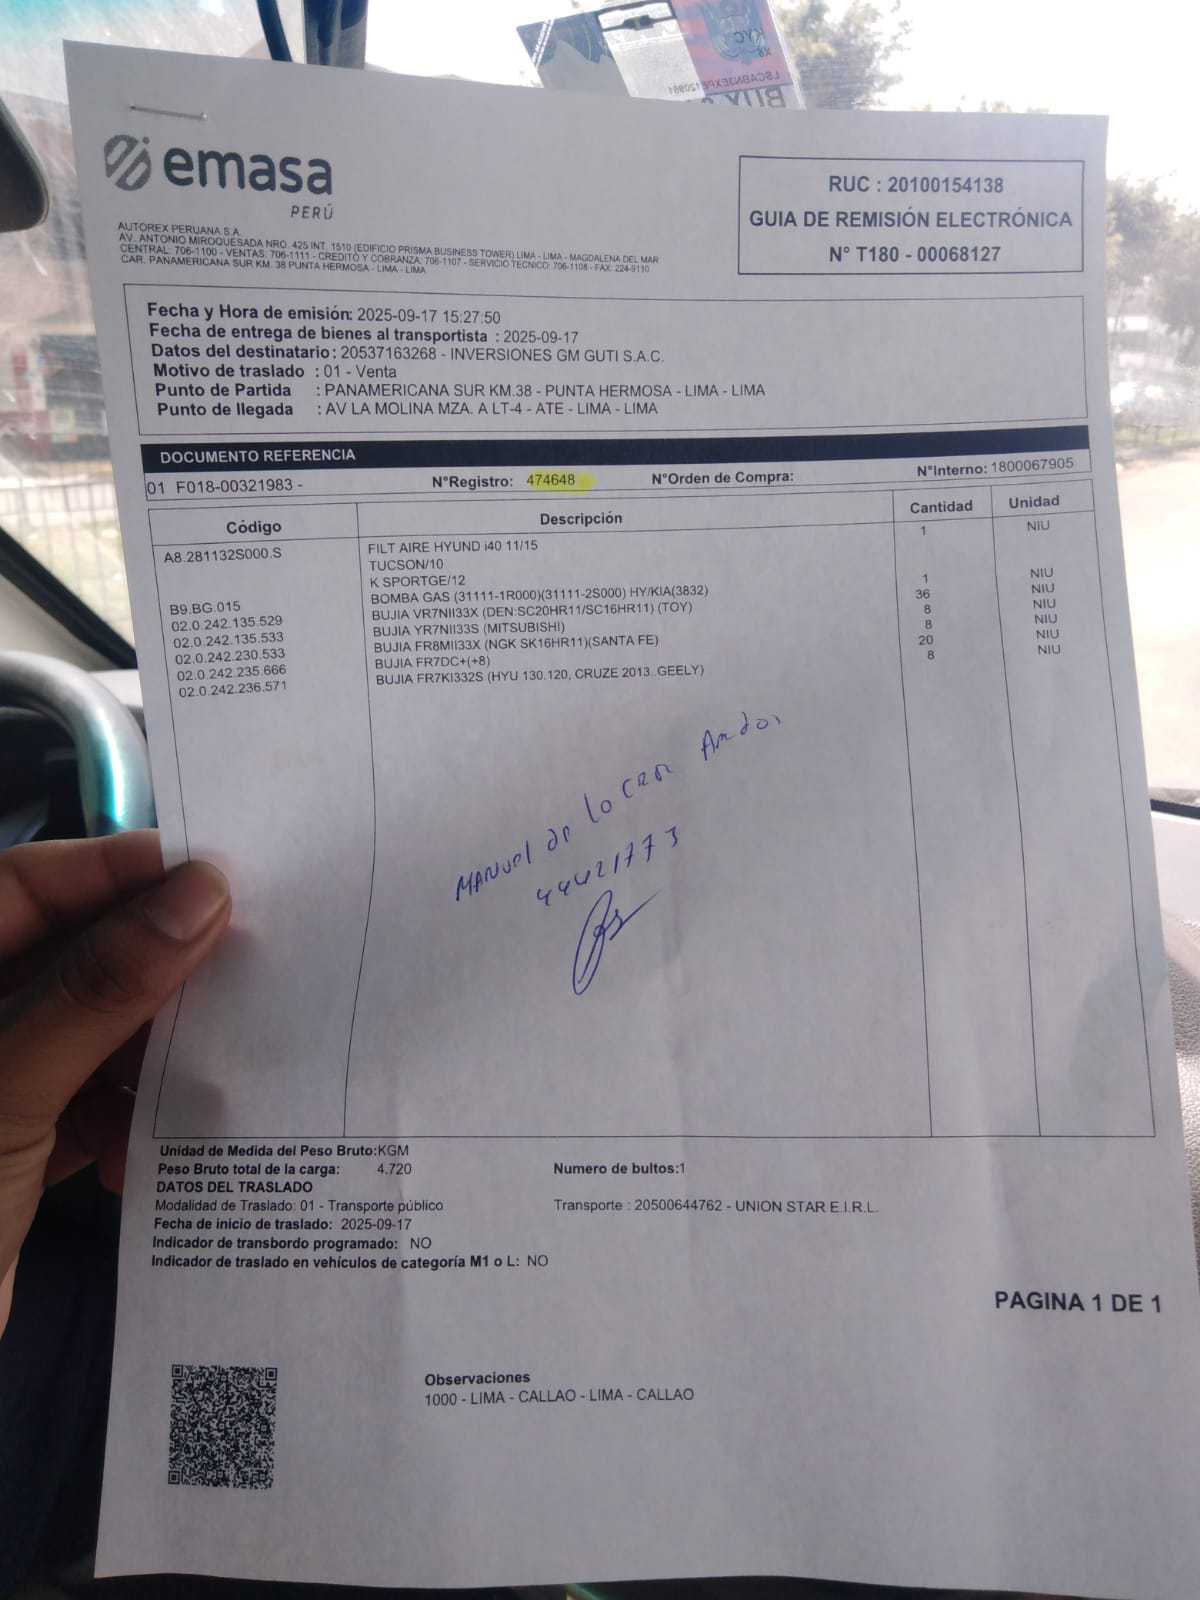 emasa
PERÚ
AUTOREX PERUANA S.A.
AV. ANTONIO MIROQUESADA NRO. 425 INT. 1510 (EDIFICIO PRISMA BUSINESS TOWER) LIMA - LIMA - MAGDALENA DEL MAR
CENTRAL: 706-1100 - VENTAS: 706-1111 - CREDITO Y COBRANZA: 706-1107 - SERVICIO TECNICO: 706-1108 - FAX: 224-9110
CAR. PANAMERICANA SUR KM. 38 PUNTA HERMOSA - LIMA - LIMA
RUC : 20100154138
GUIA DE REMISIÓN ELECTRÓNICA
N° T180 - 00068127
Fecha y Hora de emisión: 2025-09-17 15:27:50
Fecha de entrega de bienes al transportista : 2025-09-17
Datos del destinatario : 20537163268 - INVERSIONES GM GUTI S.A.C.
Motivo de traslado : 01 - Venta
Punto de Partida : PANAMERICANA SUR KM.38 - PUNTA HERMOSA - LIMA - LIMA
Punto de llegada : AV LA MOLINA MZA. A LT-4 - ATE - LIMA - LIMA
DOCUMENTO REFERENCIA
01 F018-00321983 - N°Registro: 474648 N°Orden de Compra: N°Interno: 1800067905
Código Descripción Cantidad Unidad
A8.281132S000.S FILT AIRE HYUND i40 11/15 1 NIU
TUCSON/10
K SPORTGE/12
B9.BG.015 BOMBA GAS (31111-1R000)(31111-2S000) HY/KIA(3832) 1 NIU
02.0.242.135.529 BUJIA VR7NII33X (DEN:SC20HR11/SC16HR11) (TOY) 36 NIU
02.0.242.135.533 BUJIA YR7NII33S (MITSUBISHI) 8 NIU
02.0.242.230.533 BUJIA FR8MII33X (NGK SK16HR11)(SANTA FE) 8 NIU
02.0.242.235.666 BUJIA FR7DC+(+8) 20 NIU
02.0.242.236.571 BUJIA FR7KI332S (HYU 130.120, CRUZE 2013..GEELY) 8 NIU
Manuel de lo
44421773
Unidad de Medida del Peso Bruto:KGM
Peso Bruto total de la carga: 4.720 Numero de bultos:1
DATOS DEL TRASLADO
Modalidad de Traslado: 01 - Transporte público Transporte : 20500644762 - UNION STAR E.I.R.L.
Fecha de inicio de traslado: 2025-09-17
Indicador de transbordo programado: NO
Indicador de traslado en vehículos de categoría M1 o L: NO
PAGINA 1 DE 1
Observaciones
1000 - LIMA - CALLAO - LIMA - CALLAO